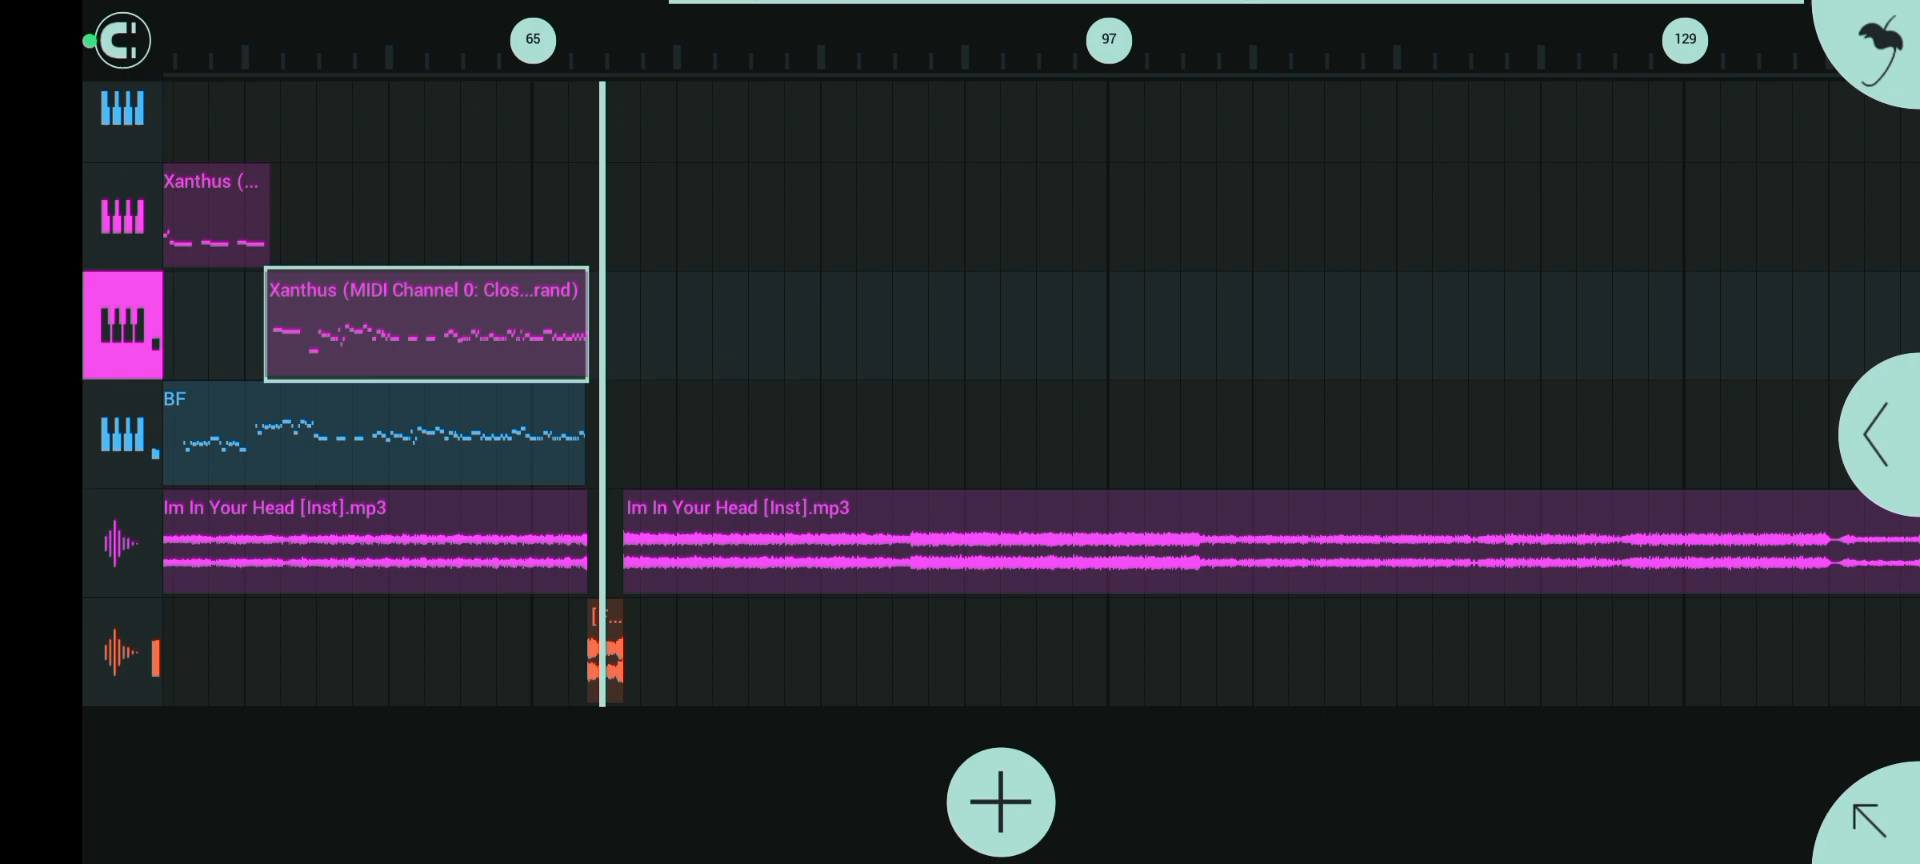 65
97
129
Xanthus (...
Xanthus (MIDI Channel 0: Clos...rand)
BF
Im In Your Head [Inst].mp3
Im In Your Head [Inst].mp3